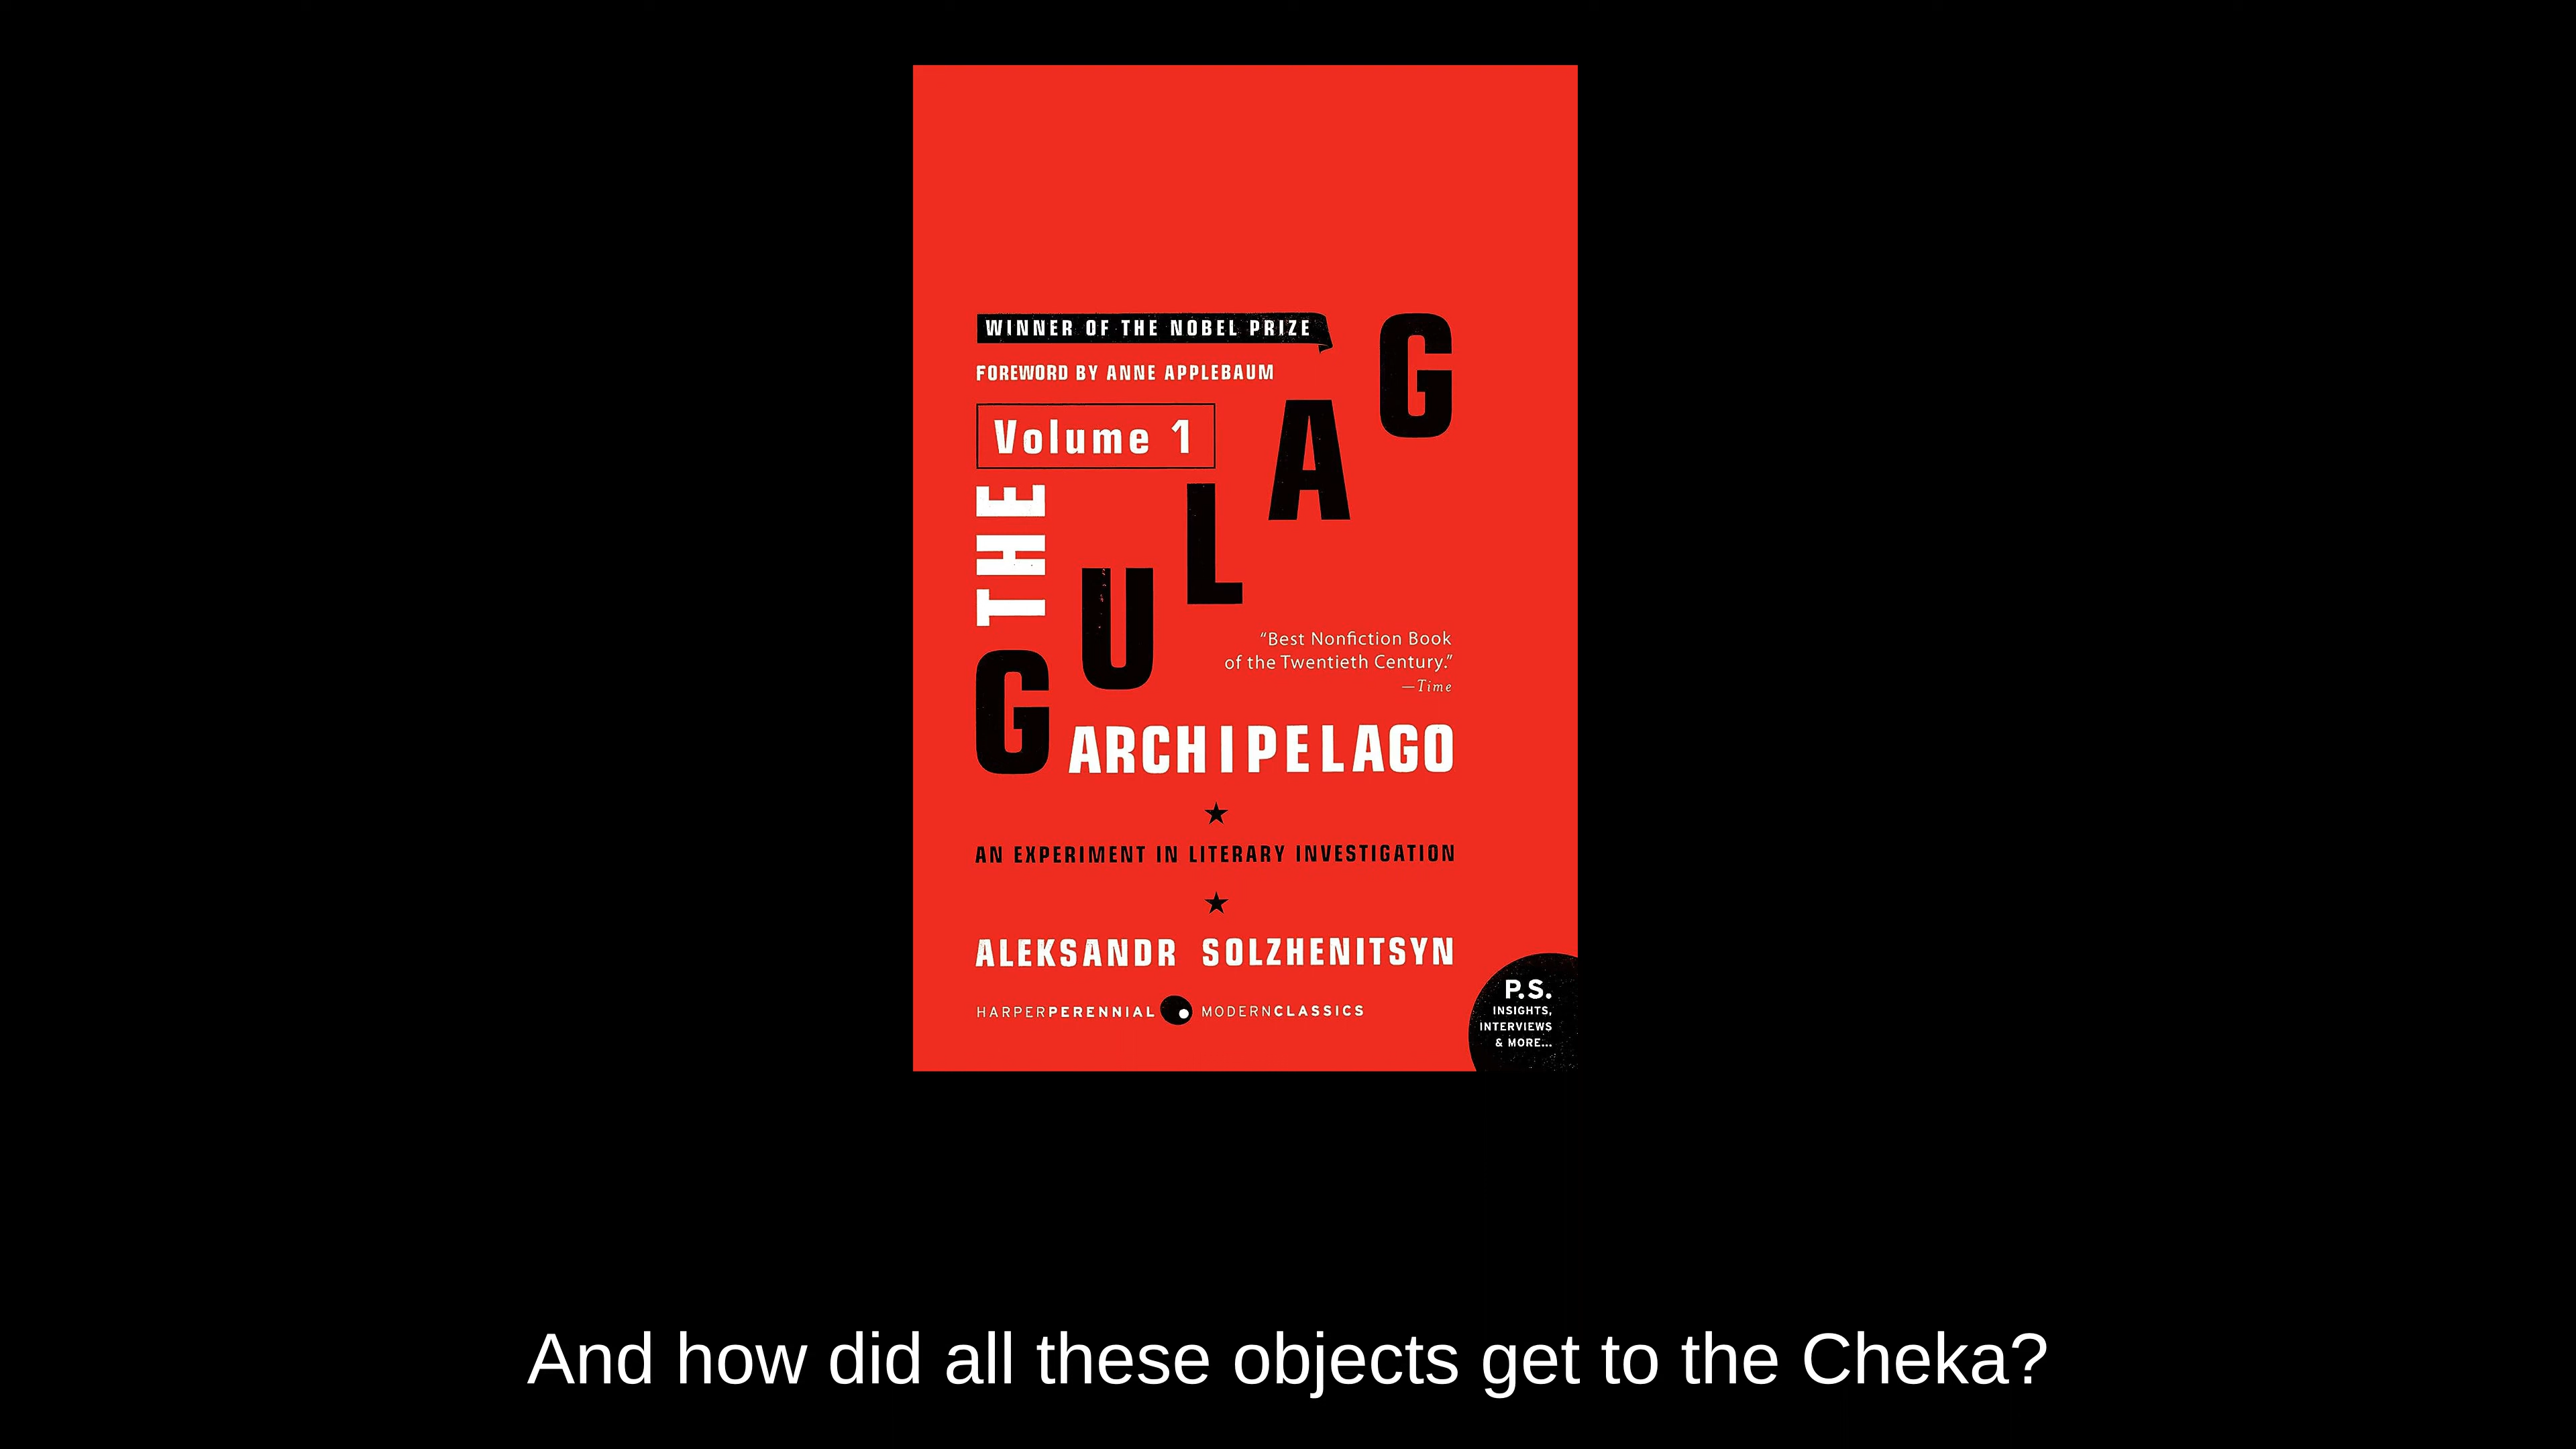 WINNER OF THE NOBEL PRIZE
FOREWORD BY ANNE APPLEBAUM
Volume 1
THE
GULAG
"Best Nonfiction Book
of the Twentieth Century."
—Time
ARCHIPELAGO
AN EXPERIMENT IN LITERARY INVESTIGATION
ALEKSANDR SOLZHENITSYN
HARPERPERENNIAL MODERNCLASSICS
P.S.
INSIGHTS,
INTERVIEWS
& MORE...
And how did all these objects get to the Cheka?